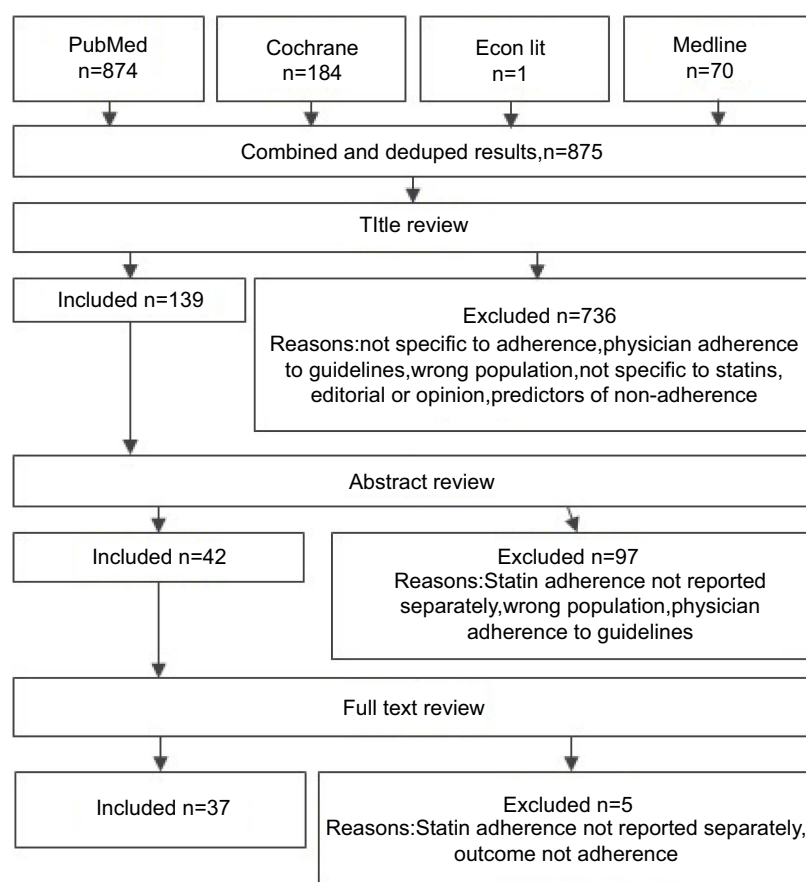 PubMed
n=874
Cochrane
n=184
Econ lit
n=1
Medline
n=70
Combined and deduped results,n=875
TItle review
Included n=139
Excluded n=736
Reasons:not specific to adherence,physician adherence
to guidelines,wrong population,not specific to statins,
editorial or opinion,predictors of non-adherence
Abstract review
Included n=42
Excluded n=97
Reasons:Statin adherence not reported
separately,wrong population,physician
adherence to guidelines
Full text review
Included n=37
Excluded n=5
Reasons:Statin adherence not reported separately,
outcome not adherence